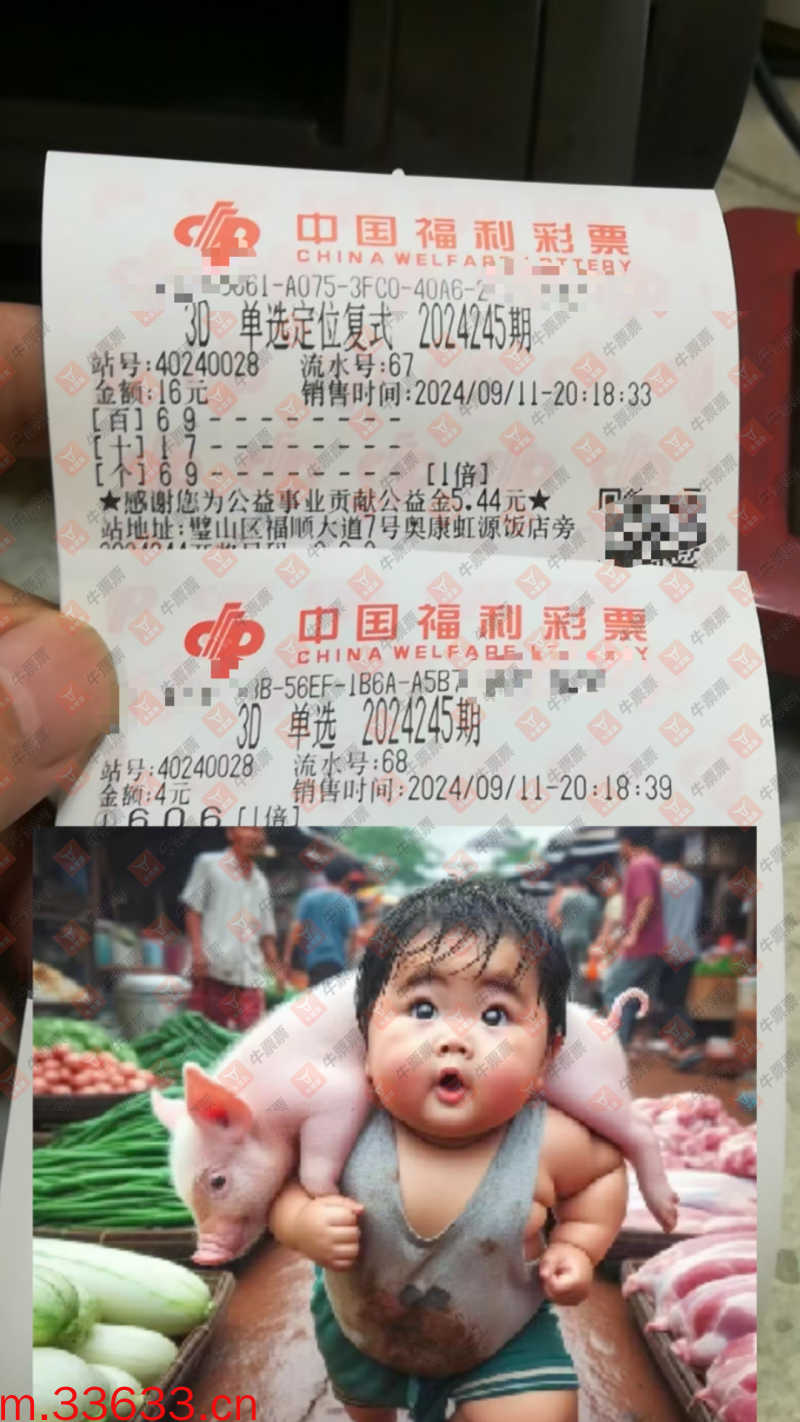 中国福利彩票
CHINA WELFARE LOTTERY
61-A075-3FC0-40A6-2
3D 单选定位复式 2024245期
站号:40240028 流水号:67
金额:16元 销售时间:2024/09/11-20:18:33
[百]69--------
[十]17--------
[个]69-------- [1倍]
★感谢您为公益事业贡献公益金5.44元★
站地址:璧山区福顺大道7号奥康虹源饭店旁
中国福利彩票
CHINA WELFARE
B-56EF-1B6A-A5B7
3D 单选 2024245期
站号:40240028 流水号:68
金额:4元 销售时间:2024/09/11-20:18:39
①606[1倍]
牛票票
m.33633.cn